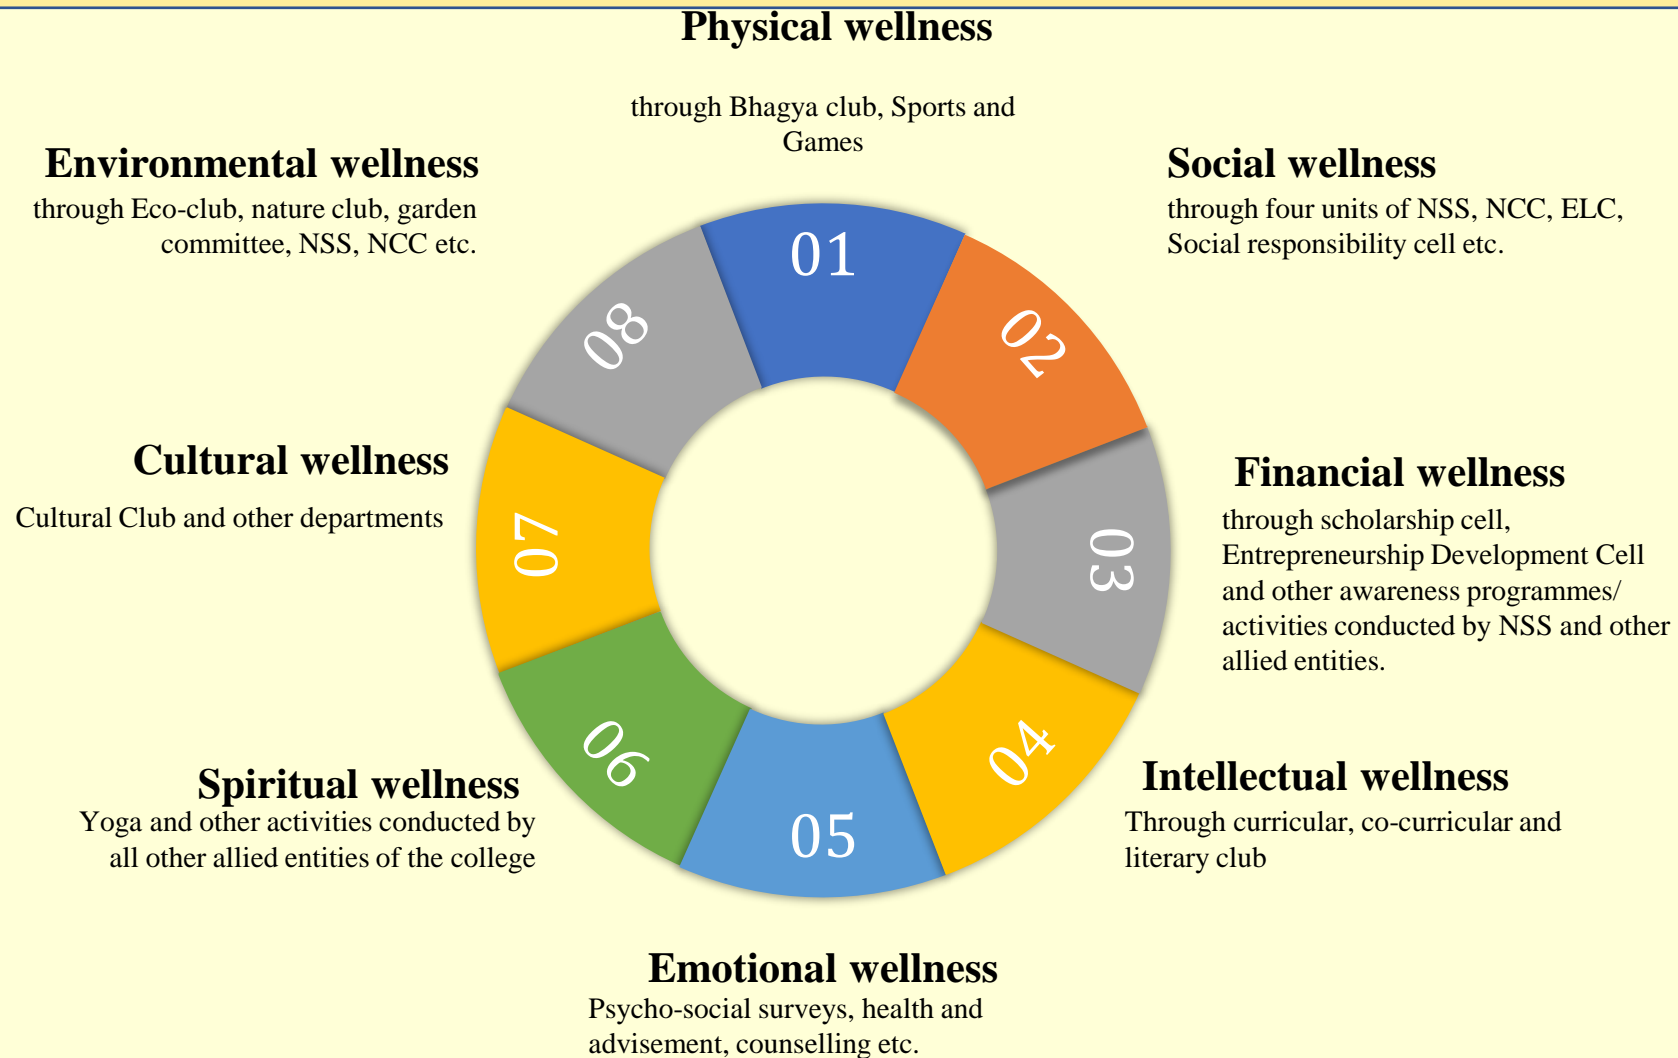 Physical wellness
through Bhagya club, Sports and
Games
01
Social wellness
through four units of NSS, NCC, ELC,
Social responsibility cell etc.
02
Financial wellness
through scholarship cell,
Entrepreneurship Development Cell
and other awareness programmes/
activities conducted by NSS and other
allied entities.
03
Intellectual wellness
Through curricular, co-curricular and
literary club
04
Emotional wellness
Psycho-social surveys, health and
advisement, counselling etc.
05
Spiritual wellness
Yoga and other activities conducted by
all other allied entities of the college
06
Cultural wellness
Cultural Club and other departments
07
Environmental wellness
through Eco-club, nature club, garden
committee, NSS, NCC etc.
08